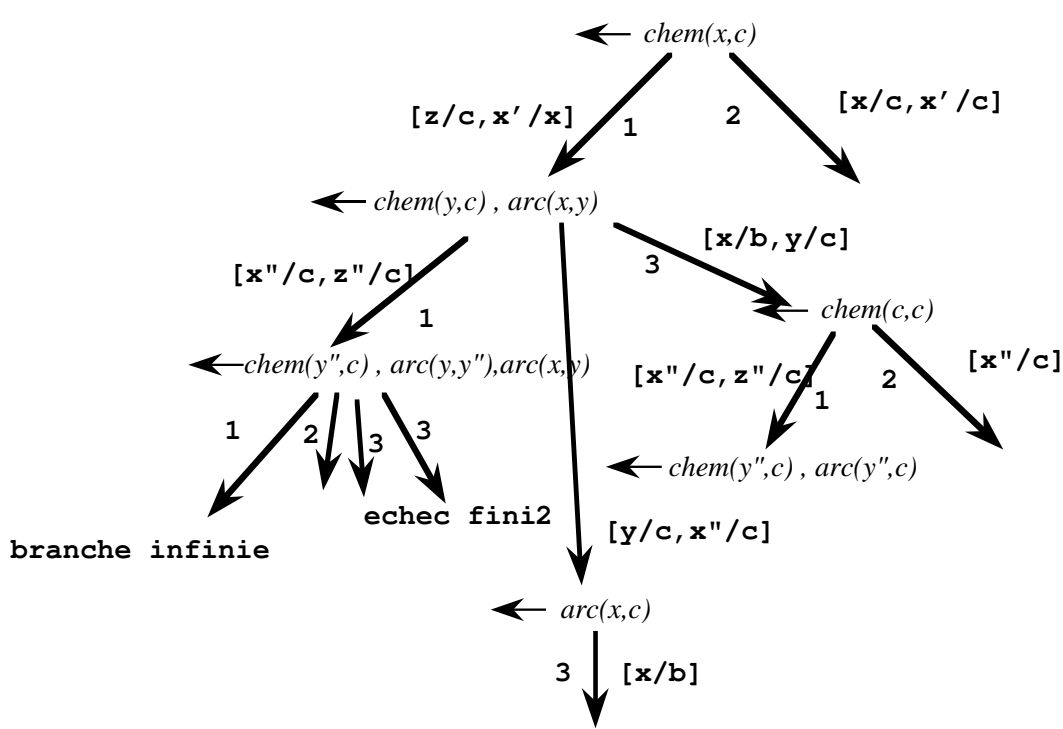 chem(x,c)
[z/c,x'/x]
1
2
[x/c,x'/c]
chem(y,c) , arc(x,y)
[x"/c,z"/c]
1
3
[x/b,y/c]
chem(c,c)
chem(y",c) , arc(y,y"),arc(x,y)
[x"/c,z"/c]
1
2
[x"/c]
1
2
3
3
chem(y",c) , arc(y",c)
echec fini2
branche infinie
[y/c,x"/c]
arc(x,c)
3
[x/b]